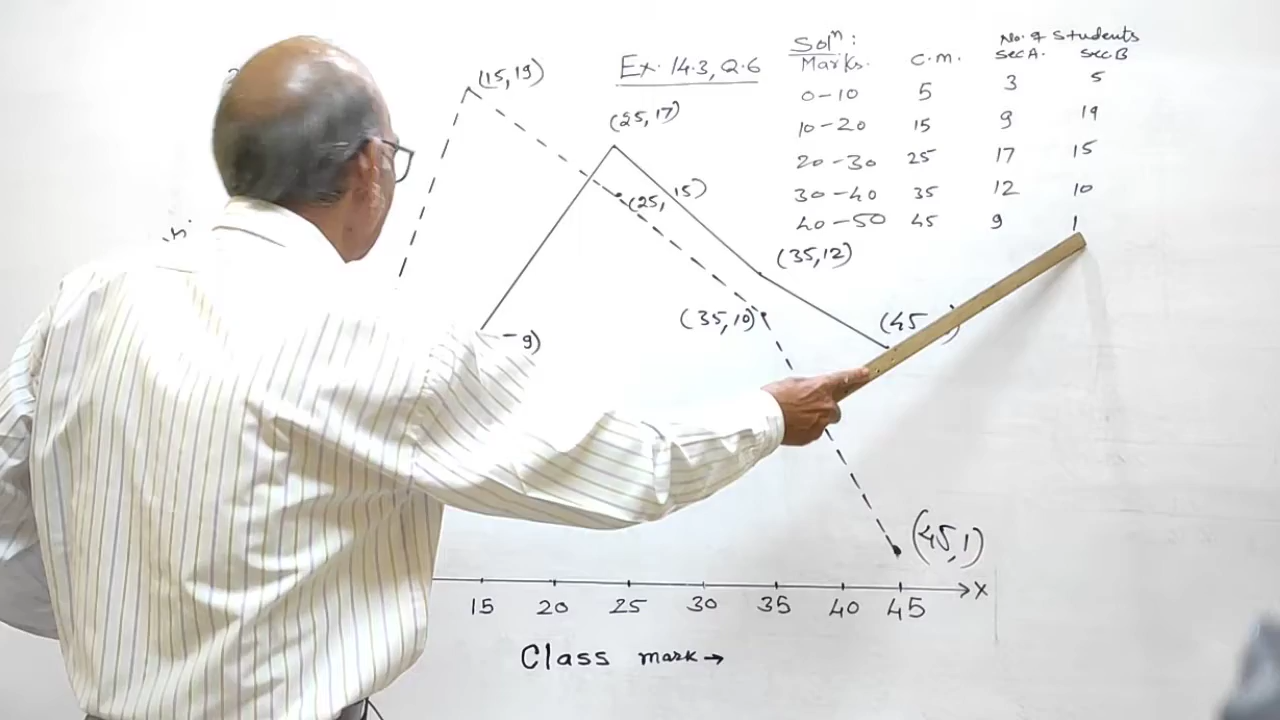 Ex. 14.3, Q.6
Solⁿ:
No. of Students
Marks. C.m. sec A. sec B
0-10 5 3 5
10-20 15 9 19
20-30 25 17 15
30-40 35 12 10
40-50 45 9 1
(15,19)
(25,17)
(25, 15)
(35,12)
(35,10)
(45 )
9)
(45,1)
15 20 25 30 35 40 45 X
Class mark →